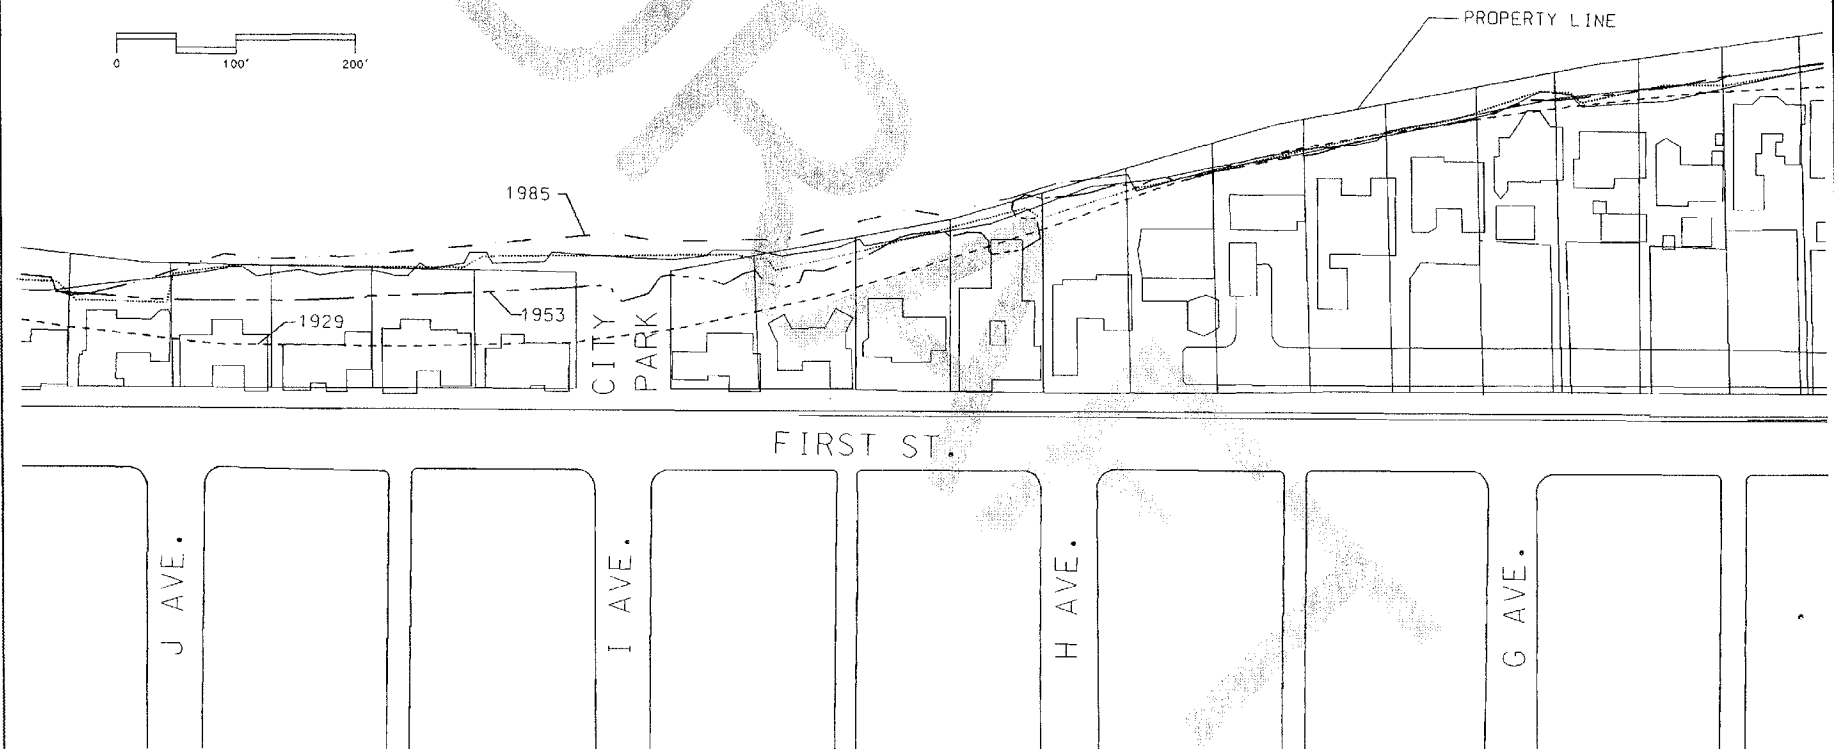 PROPERTY LINE
0 100' 200'
1985
1929
1953
CITY
PARK
FIRST ST.
J AVE.
I AVE.
H AVE.
G AVE.